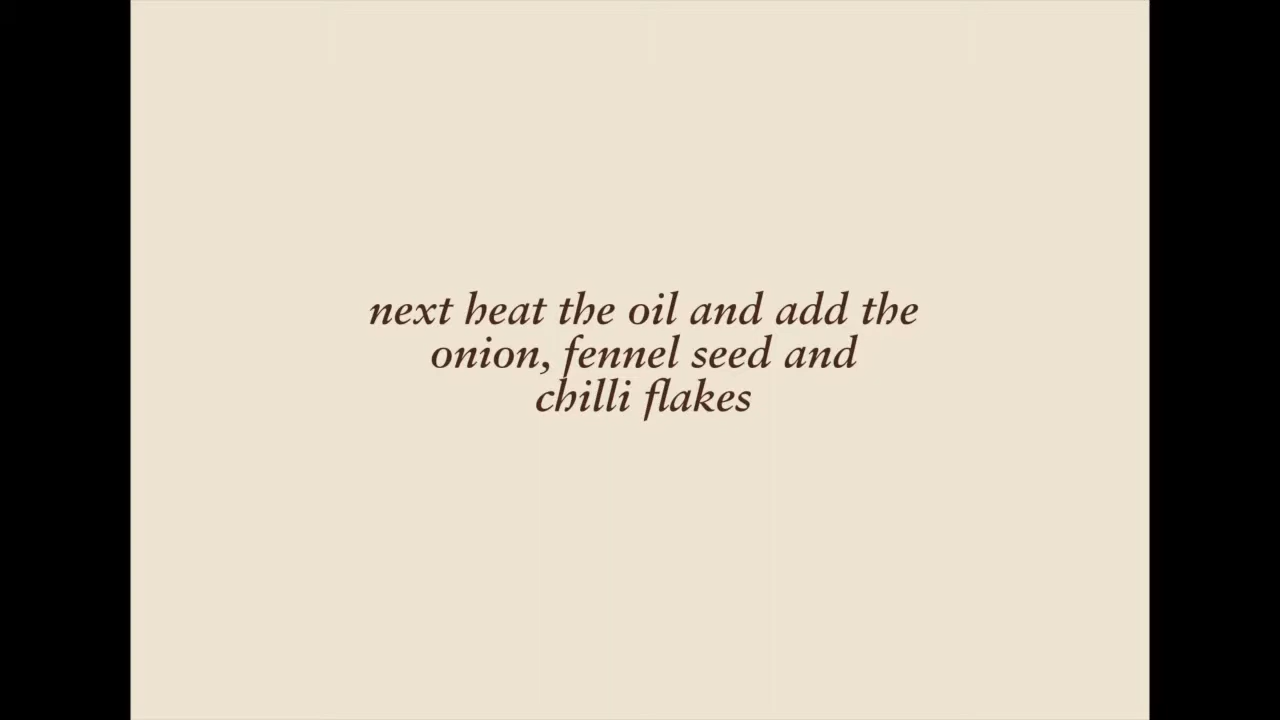 next heat the oil and add the
onion, fennel seed and
chilli flakes